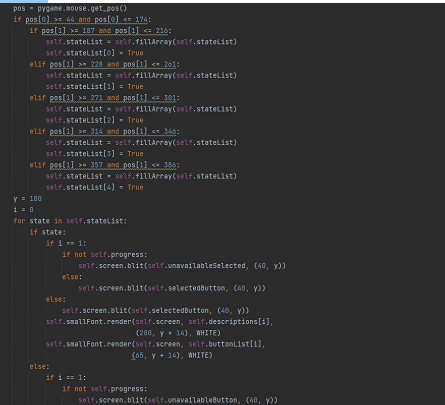 pos = pygame.mouse.get_pos()
if pos[0] >= 44 and pos[0] <= 174:
if pos[1] >= 187 and pos[1] <= 216:
self.stateList = self.fillArray(self.stateList)
self.stateList[0] = True
elif pos[1] >= 228 and pos[1] <= 261:
self.stateList = self.fillArray(self.stateList)
self.stateList[1] = True
elif pos[1] >= 271 and pos[1] <= 301:
self.stateList = self.fillArray(self.stateList)
self.stateList[2] = True
elif pos[1] >= 314 and pos[1] <= 346:
self.stateList = self.fillArray(self.stateList)
self.stateList[3] = True
elif pos[1] >= 357 and pos[1] <= 386:
self.stateList = self.fillArray(self.stateList)
self.stateList[4] = True
y = 180
i = 0
for state in self.stateList:
if state:
if i == 1:
if not self.progress:
self.screen.blit(self.unavailableSelected, (40, y))
else:
self.screen.blit(self.selectedButton, (40, y))
else:
self.screen.blit(self.selectedButton, (40, y))
self.smallFont.render(self.screen, self.descriptions[i],
(200, y + 14), WHITE)
self.smallFont.render(self.screen, self.buttonList[i],
(65, y + 14), WHITE)
else:
if i == 1:
if not self.progress:
self.screen.blit(self.unavailableButton, (40, y))